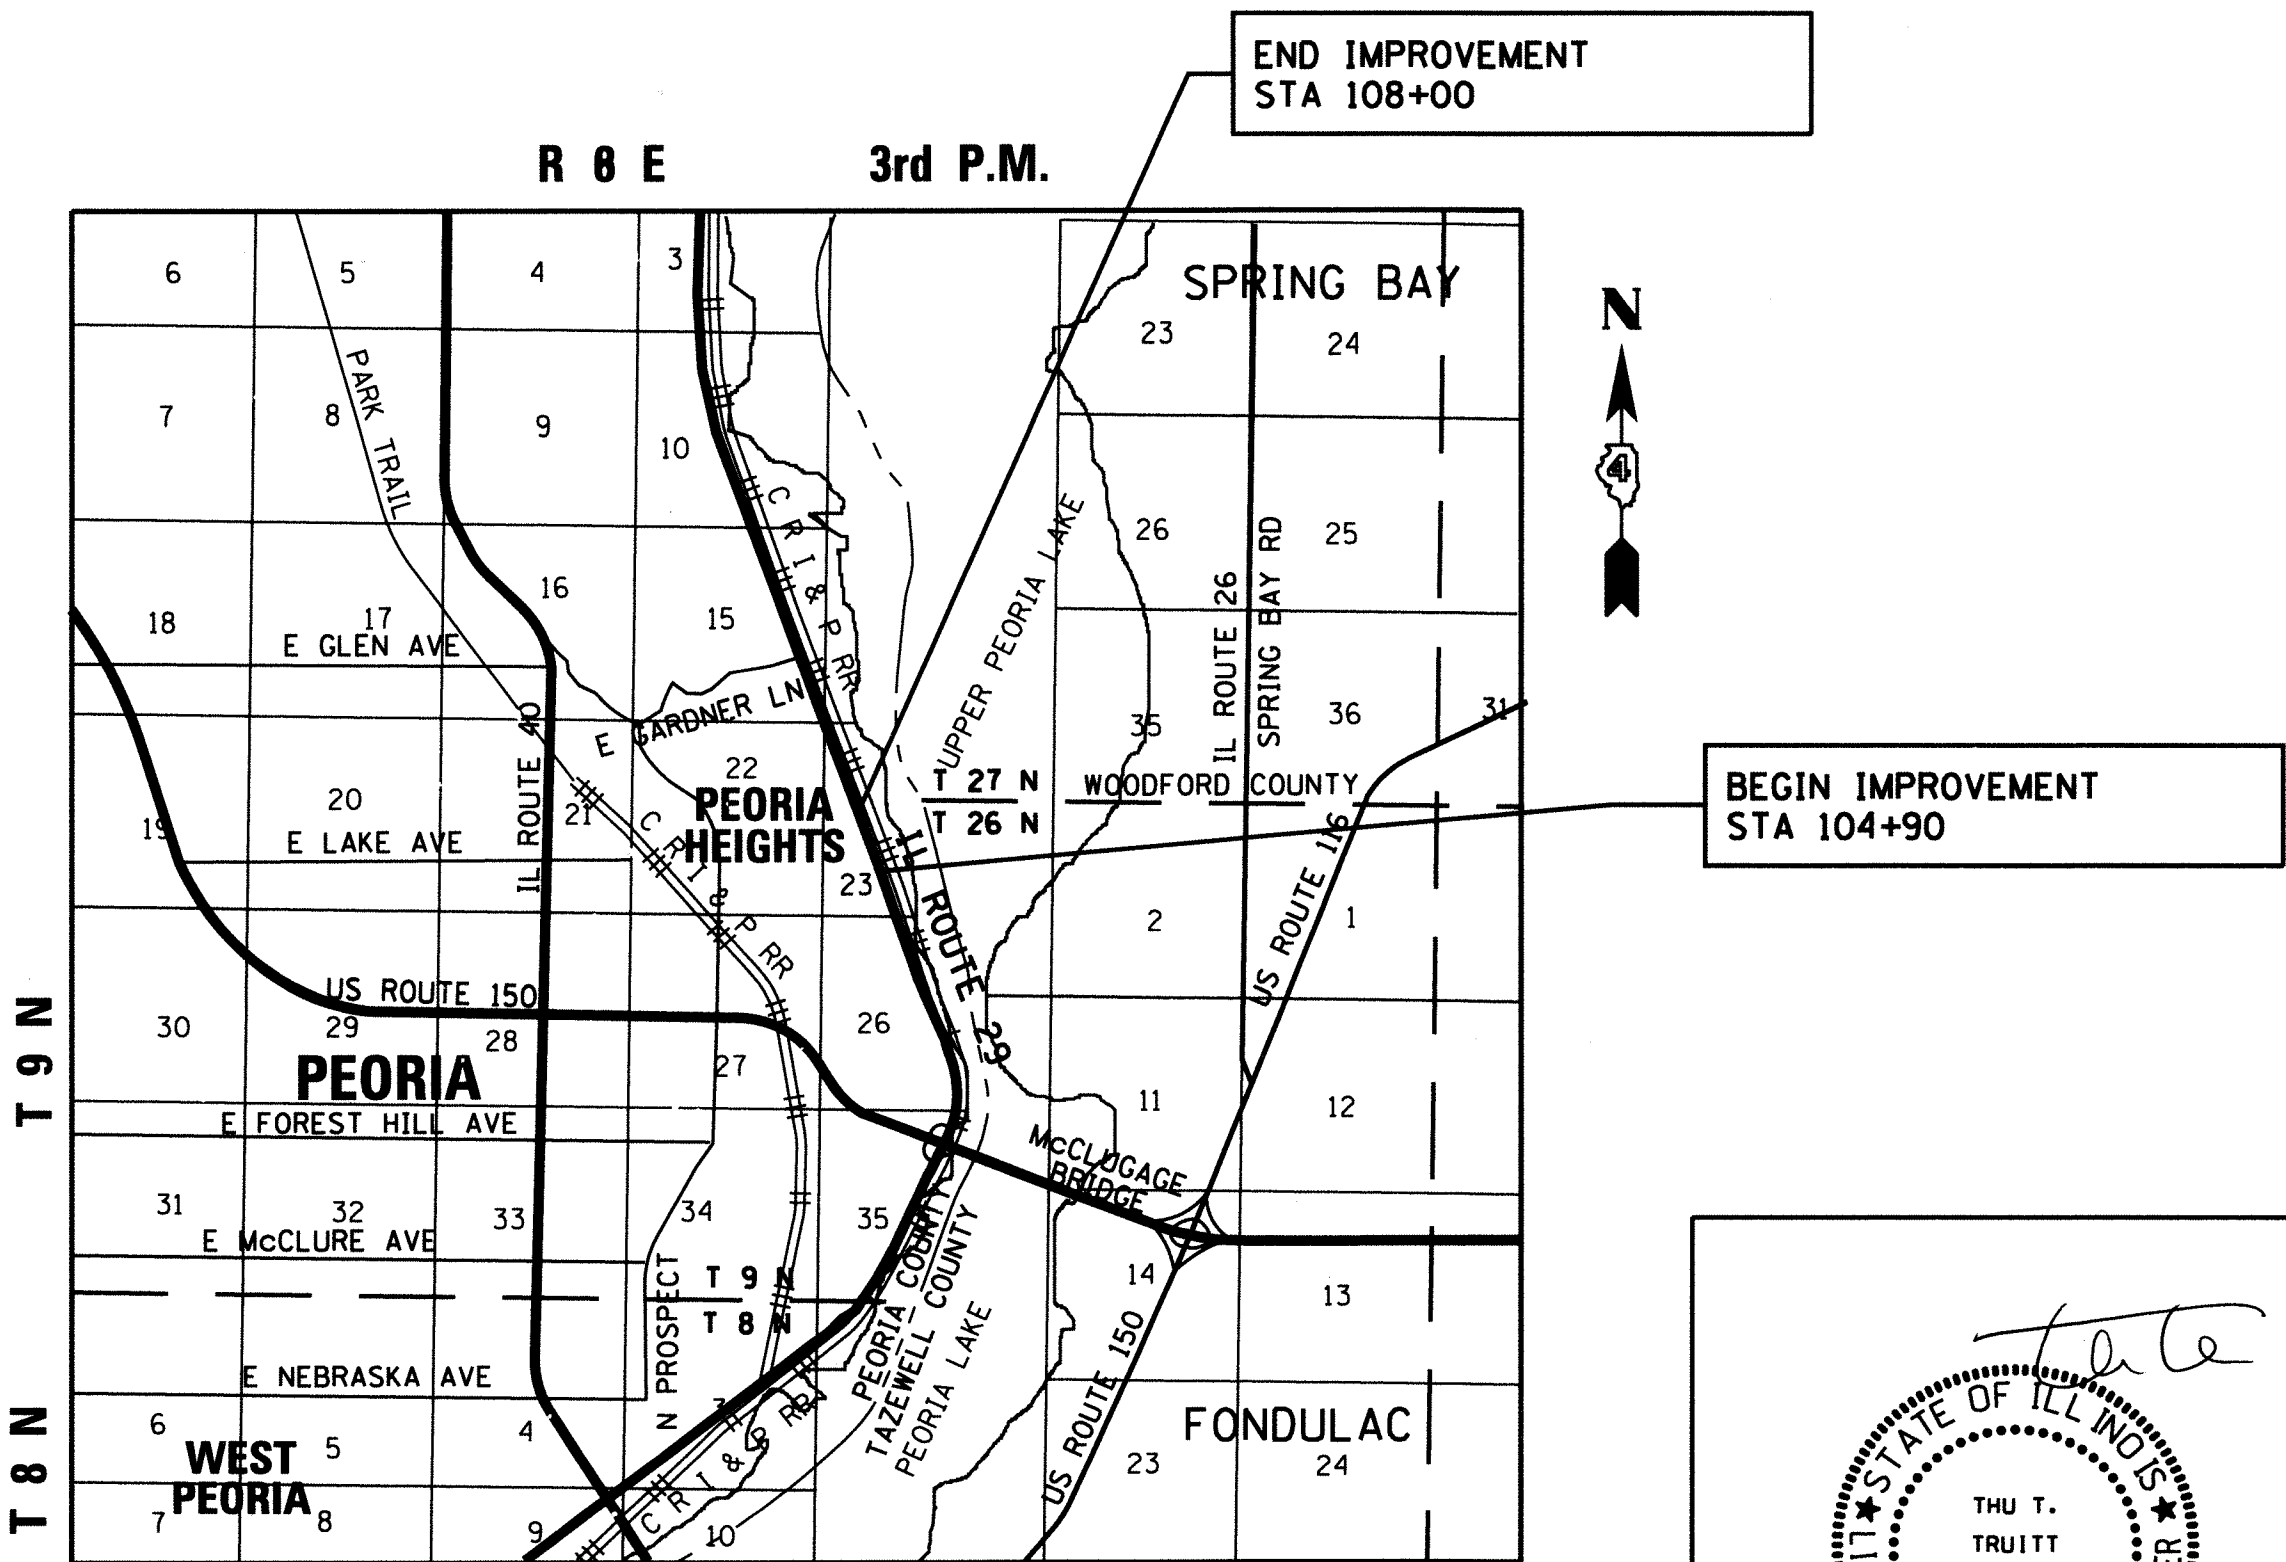 END IMPROVEMENT
STA 108+00
R 8 E 3rd P.M.
6 5 4 3
SPRING BAY
N
23 24
PARK TRAIL
7 8 9 10
4
C R I & P RR
UPPER PEORIA LAKE
26 25
IL ROUTE 26
SPRING BAY RD
16
18 17 15
E GLEN AVE
E GARDNER LN
IL ROUTE 40
35 36 31
22
T 27 N WOODFORD COUNTY
T 26 N
PEORIA
HEIGHTS
BEGIN IMPROVEMENT
STA 104+90
20 21
19
C R I & P RR
E LAKE AVE
US ROUTE 116
23
IL ROUTE 29
2 1
US ROUTE 150
T 9 N
30 29 28 26
27
PEORIA
E FOREST HILL AVE
11 12
McCLUGAGE
BRIDGE
31 32 33 34 35
E McCLURE AVE
N PROSPECT
T 9 N
T 8 N
PEORIA COUNTY
TAZEWELL COUNTY
PEORIA LAKE
14 13
US ROUTE 150
E NEBRASKA AVE
T 8 N
6 5 4 3
WEST
PEORIA
C R I & P RR
FONDULAC
23 24
7 8 9 10
STATE OF ILLINOIS
THU T.
TRUITT